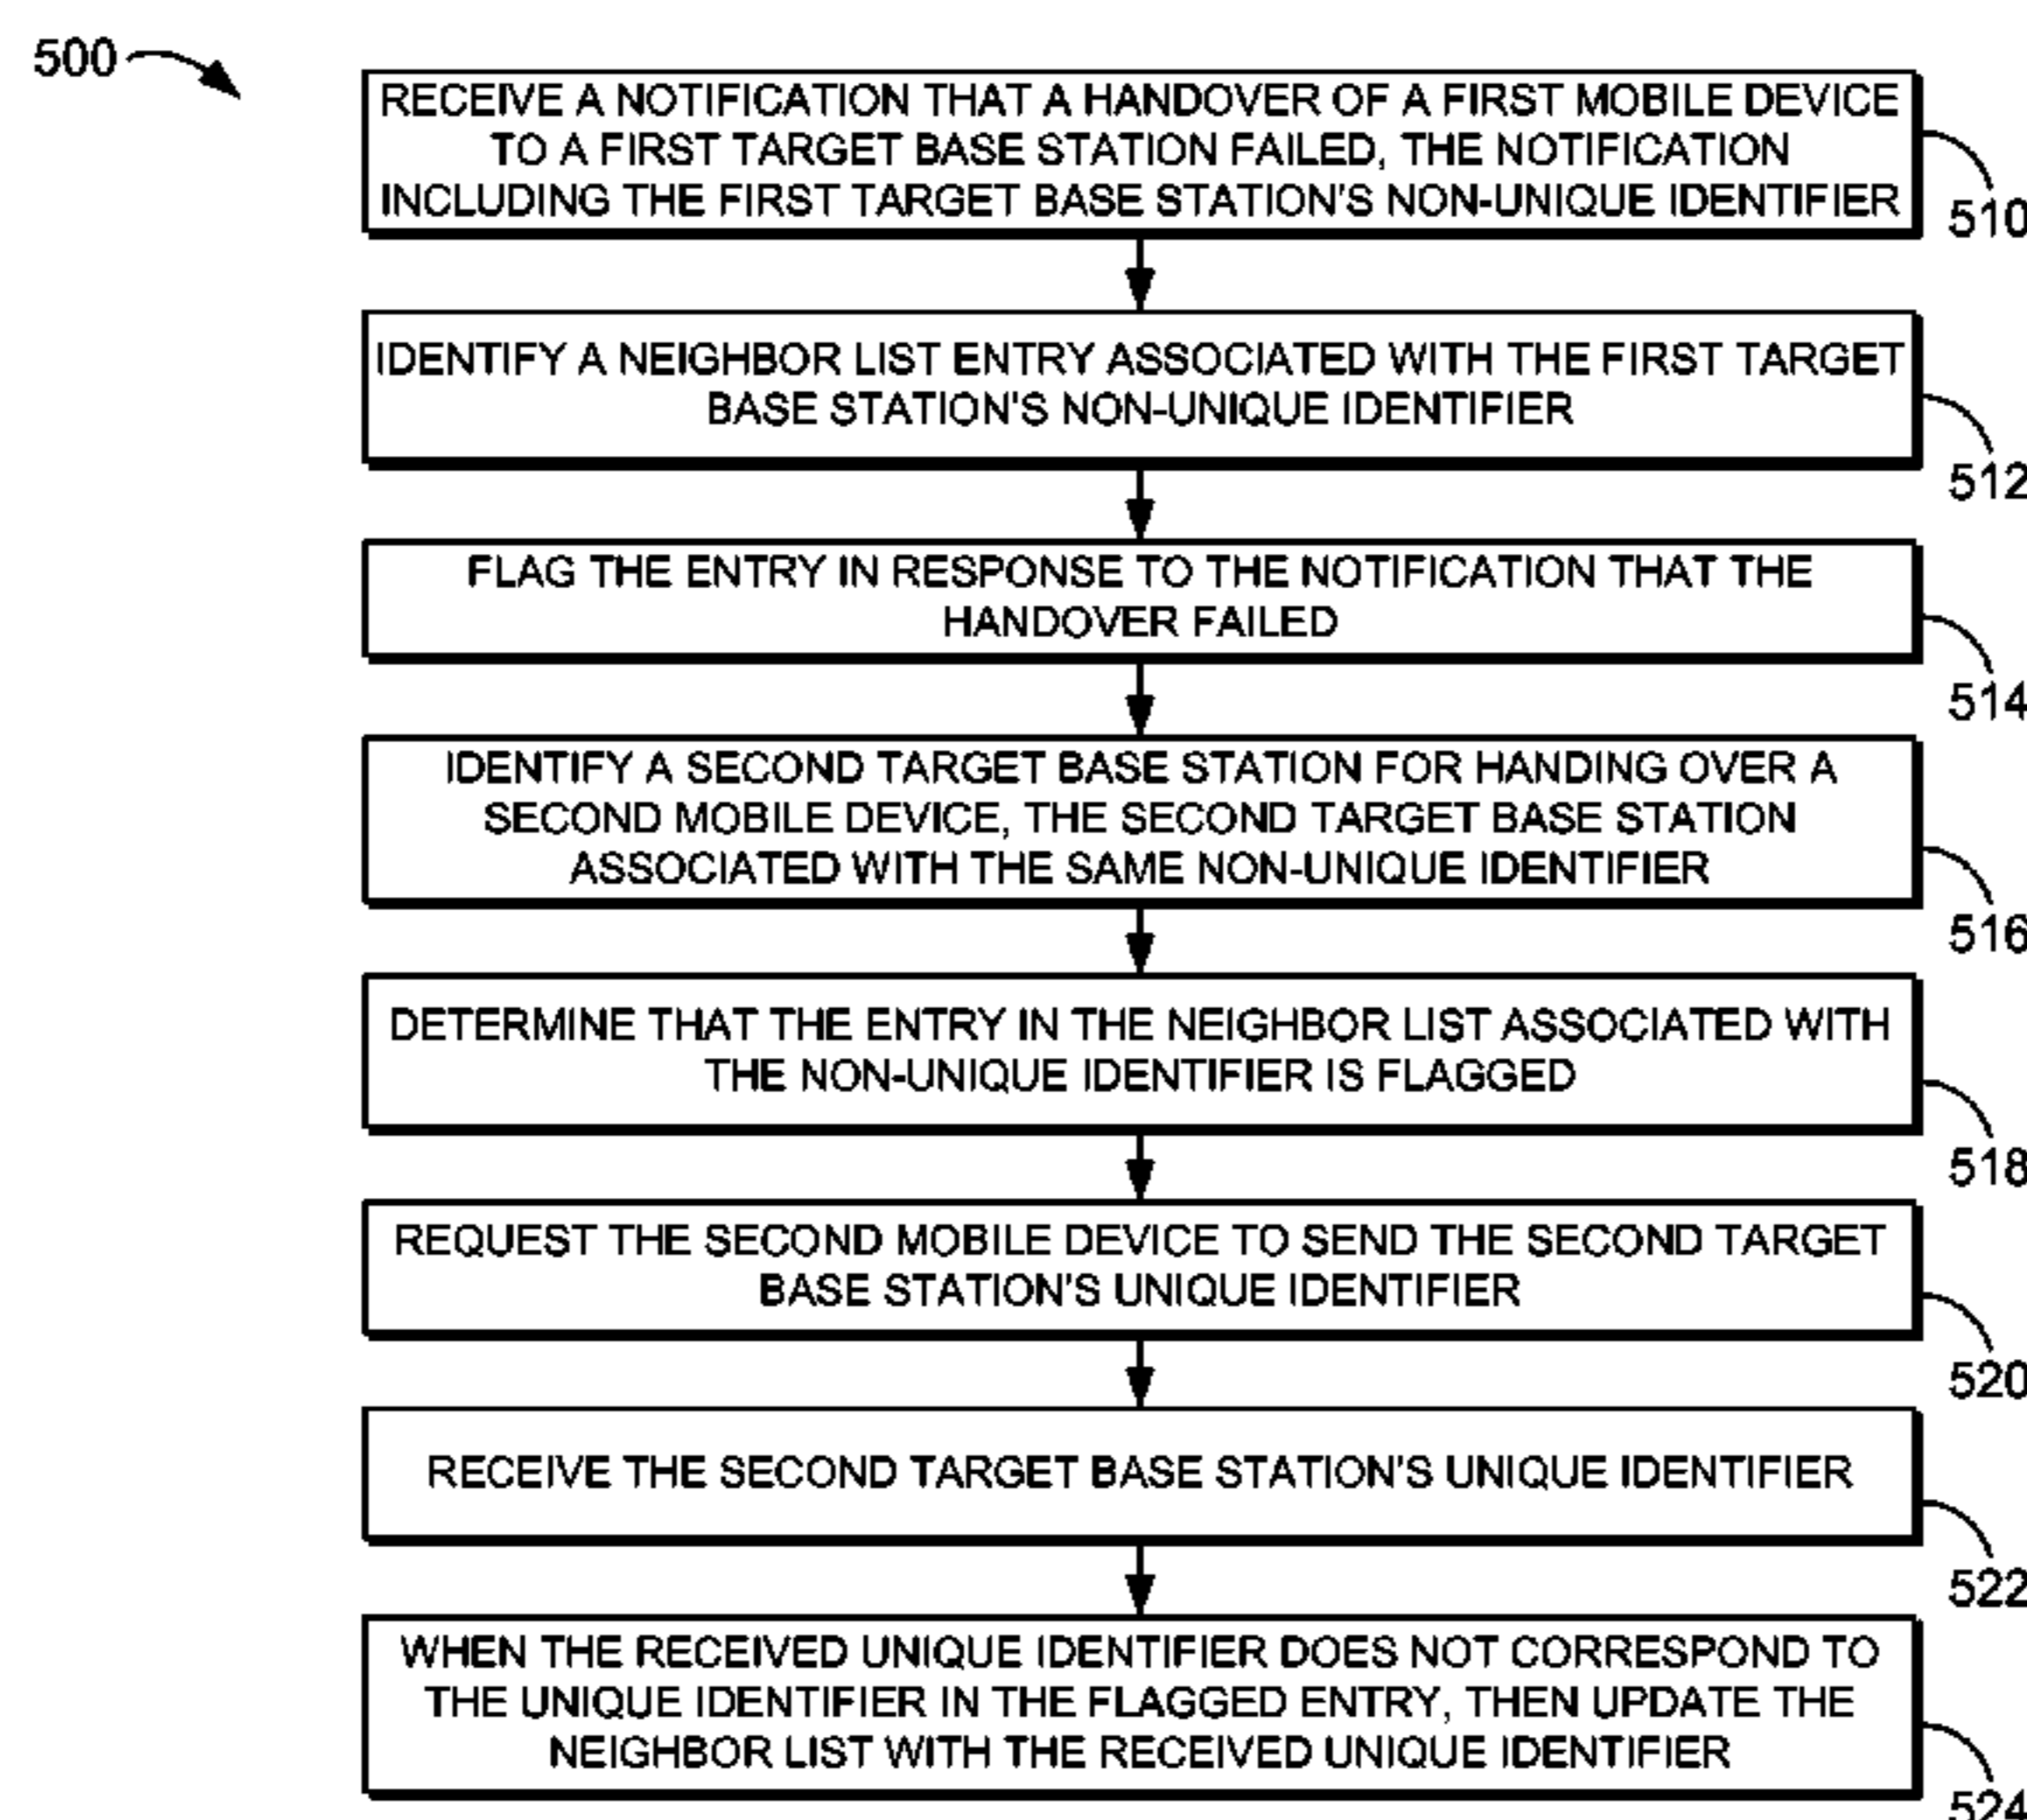 500
RECEIVE A NOTIFICATION THAT A HANDOVER OF A FIRST MOBILE DEVICE
TO A FIRST TARGET BASE STATION FAILED, THE NOTIFICATION
INCLUDING THE FIRST TARGET BASE STATION'S NON-UNIQUE IDENTIFIER
510
IDENTIFY A NEIGHBOR LIST ENTRY ASSOCIATED WITH THE FIRST TARGET
BASE STATION'S NON-UNIQUE IDENTIFIER
512
FLAG THE ENTRY IN RESPONSE TO THE NOTIFICATION THAT THE
HANDOVER FAILED
514
IDENTIFY A SECOND TARGET BASE STATION FOR HANDING OVER A
SECOND MOBILE DEVICE, THE SECOND TARGET BASE STATION
ASSOCIATED WITH THE SAME NON-UNIQUE IDENTIFIER
516
DETERMINE THAT THE ENTRY IN THE NEIGHBOR LIST ASSOCIATED WITH
THE NON-UNIQUE IDENTIFIER IS FLAGGED
518
REQUEST THE SECOND MOBILE DEVICE TO SEND THE SECOND TARGET
BASE STATION'S UNIQUE IDENTIFIER
520
RECEIVE THE SECOND TARGET BASE STATION'S UNIQUE IDENTIFIER
522
WHEN THE RECEIVED UNIQUE IDENTIFIER DOES NOT CORRESPOND TO
THE UNIQUE IDENTIFIER IN THE FLAGGED ENTRY, THEN UPDATE THE
NEIGHBOR LIST WITH THE RECEIVED UNIQUE IDENTIFIER
524